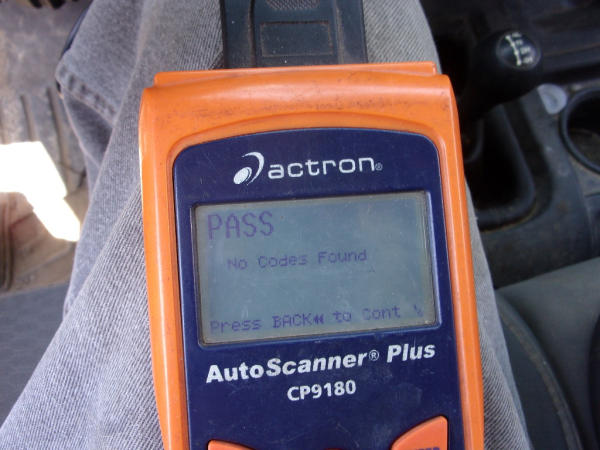 actron®
PASS
No Codes Found
Press BACK◀◀ to Cont
AutoScanner® Plus
CP9180